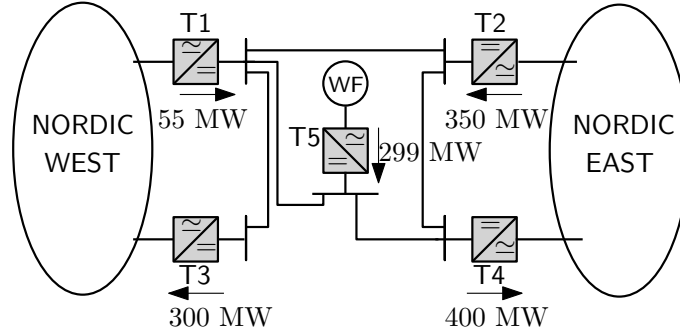 T1
T2
55 MW
WF
350 MW
NORDIC
WEST
T5
299 MW
NORDIC
EAST
T3
T4
300 MW
400 MW